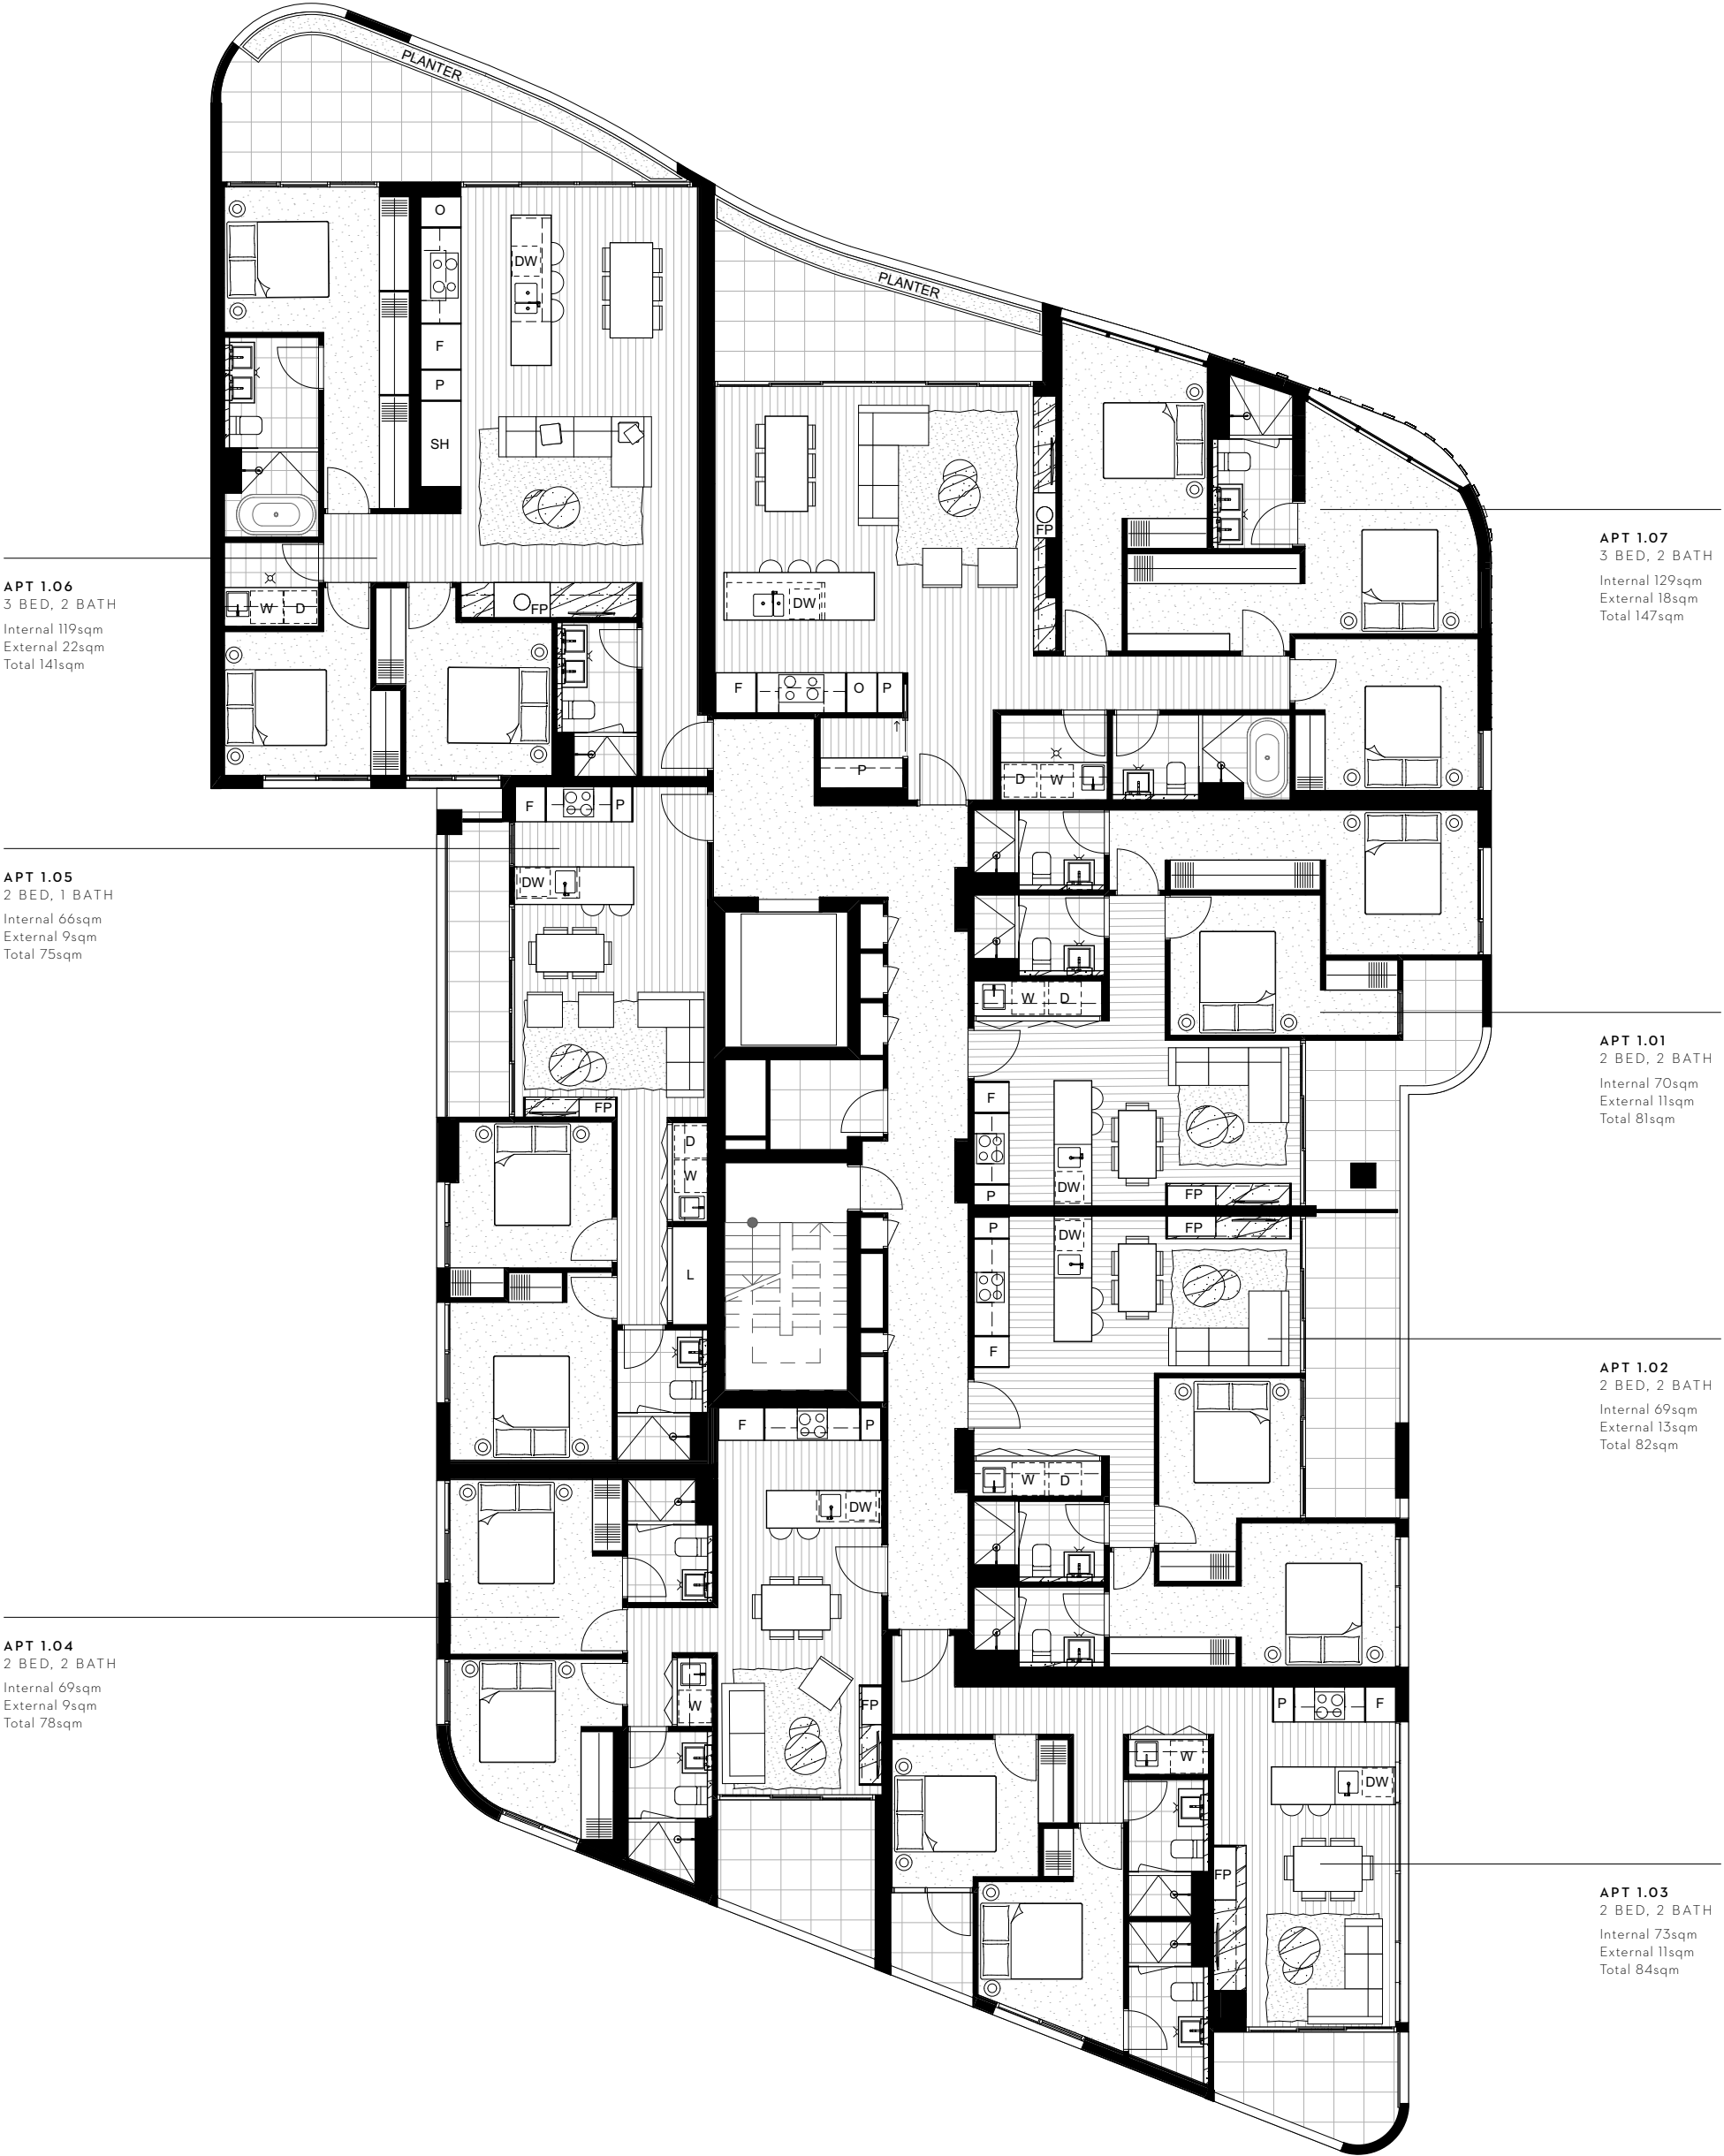 PLANTER
PLANTER
O
DW
F
P
SH
FP
DW
F
O
P
P
FP
W
D
D
W
APT 1.06
3 BED, 2 BATH
Internal 119sqm
External 22sqm
Total 141sqm
APT 1.07
3 BED, 2 BATH
Internal 129sqm
External 18sqm
Total 147sqm
F
P
DW
FP
D
W
L
APT 1.05
2 BED, 1 BATH
Internal 66sqm
External 9sqm
Total 75sqm
W
D
F
P
DW
FP
APT 1.01
2 BED, 2 BATH
Internal 70sqm
External 11sqm
Total 81sqm
P
DW
FP
F
W
D
APT 1.02
2 BED, 2 BATH
Internal 69sqm
External 13sqm
Total 82sqm
F
P
DW
W
FP
APT 1.04
2 BED, 2 BATH
Internal 69sqm
External 9sqm
Total 78sqm
P
F
W
DW
FP
APT 1.03
2 BED, 2 BATH
Internal 73sqm
External 11sqm
Total 84sqm